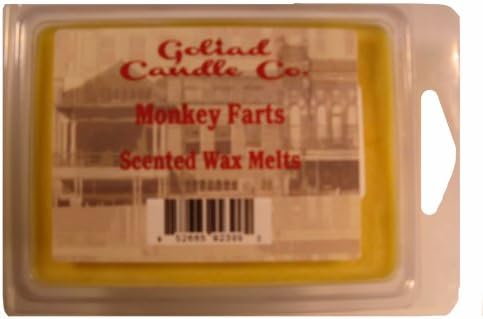 Goliad
Candle Co.
Monkey Farts
Scented Wax Melts